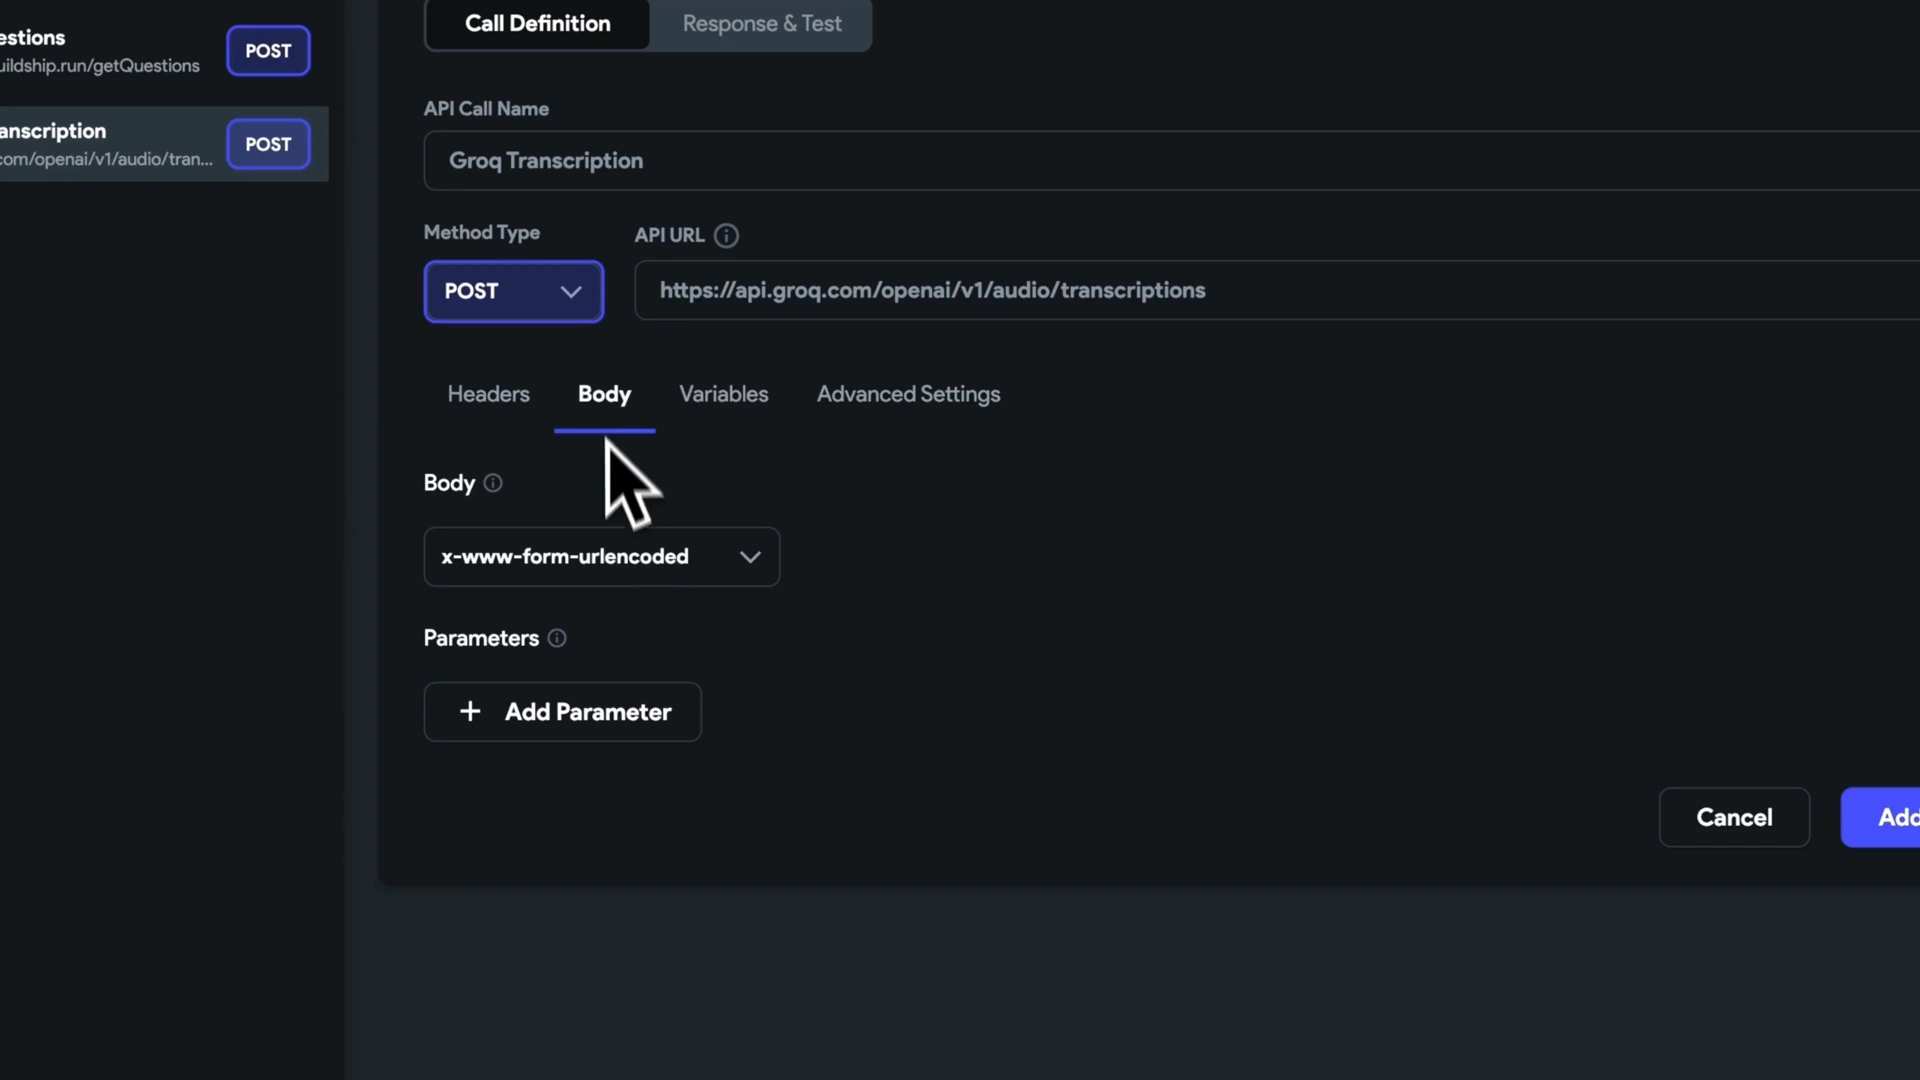 estions
POST
uildship.run/getQuestions
anscription
POST
com/openai/v1/audio/tran...
Call Definition
Response & Test
API Call Name
Groq Transcription
Method Type
API URL
POST
https://api.groq.com/openai/v1/audio/transcriptions
Headers
Body
Variables
Advanced Settings
Body
x-www-form-urlencoded
Parameters
+ Add Parameter
Cancel
Add